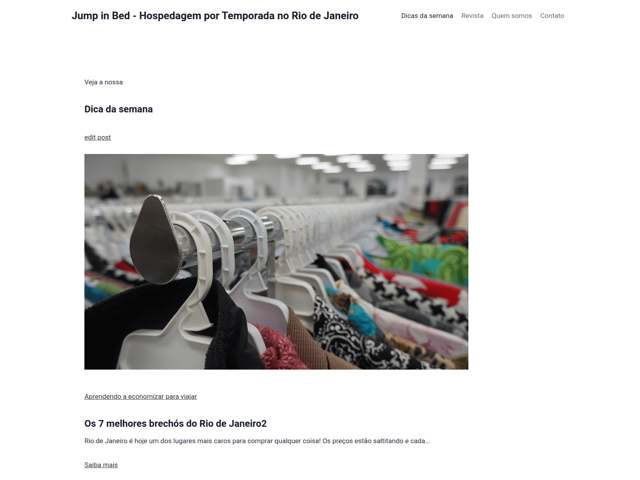 Jump in Bed - Hospedagem por Temporada no Rio de Janeiro
Dicas da semana Revista Quem somos Contato
Veja a nossa
Dica da semana
edit post
Aprendendo a economizar para viajar
Os 7 melhores brechós do Rio de Janeiro2
Rio de Janeiro é hoje um dos lugares mais caros para comprar qualquer coisa! Os preços estão saltitando e cada...
Saiba mais